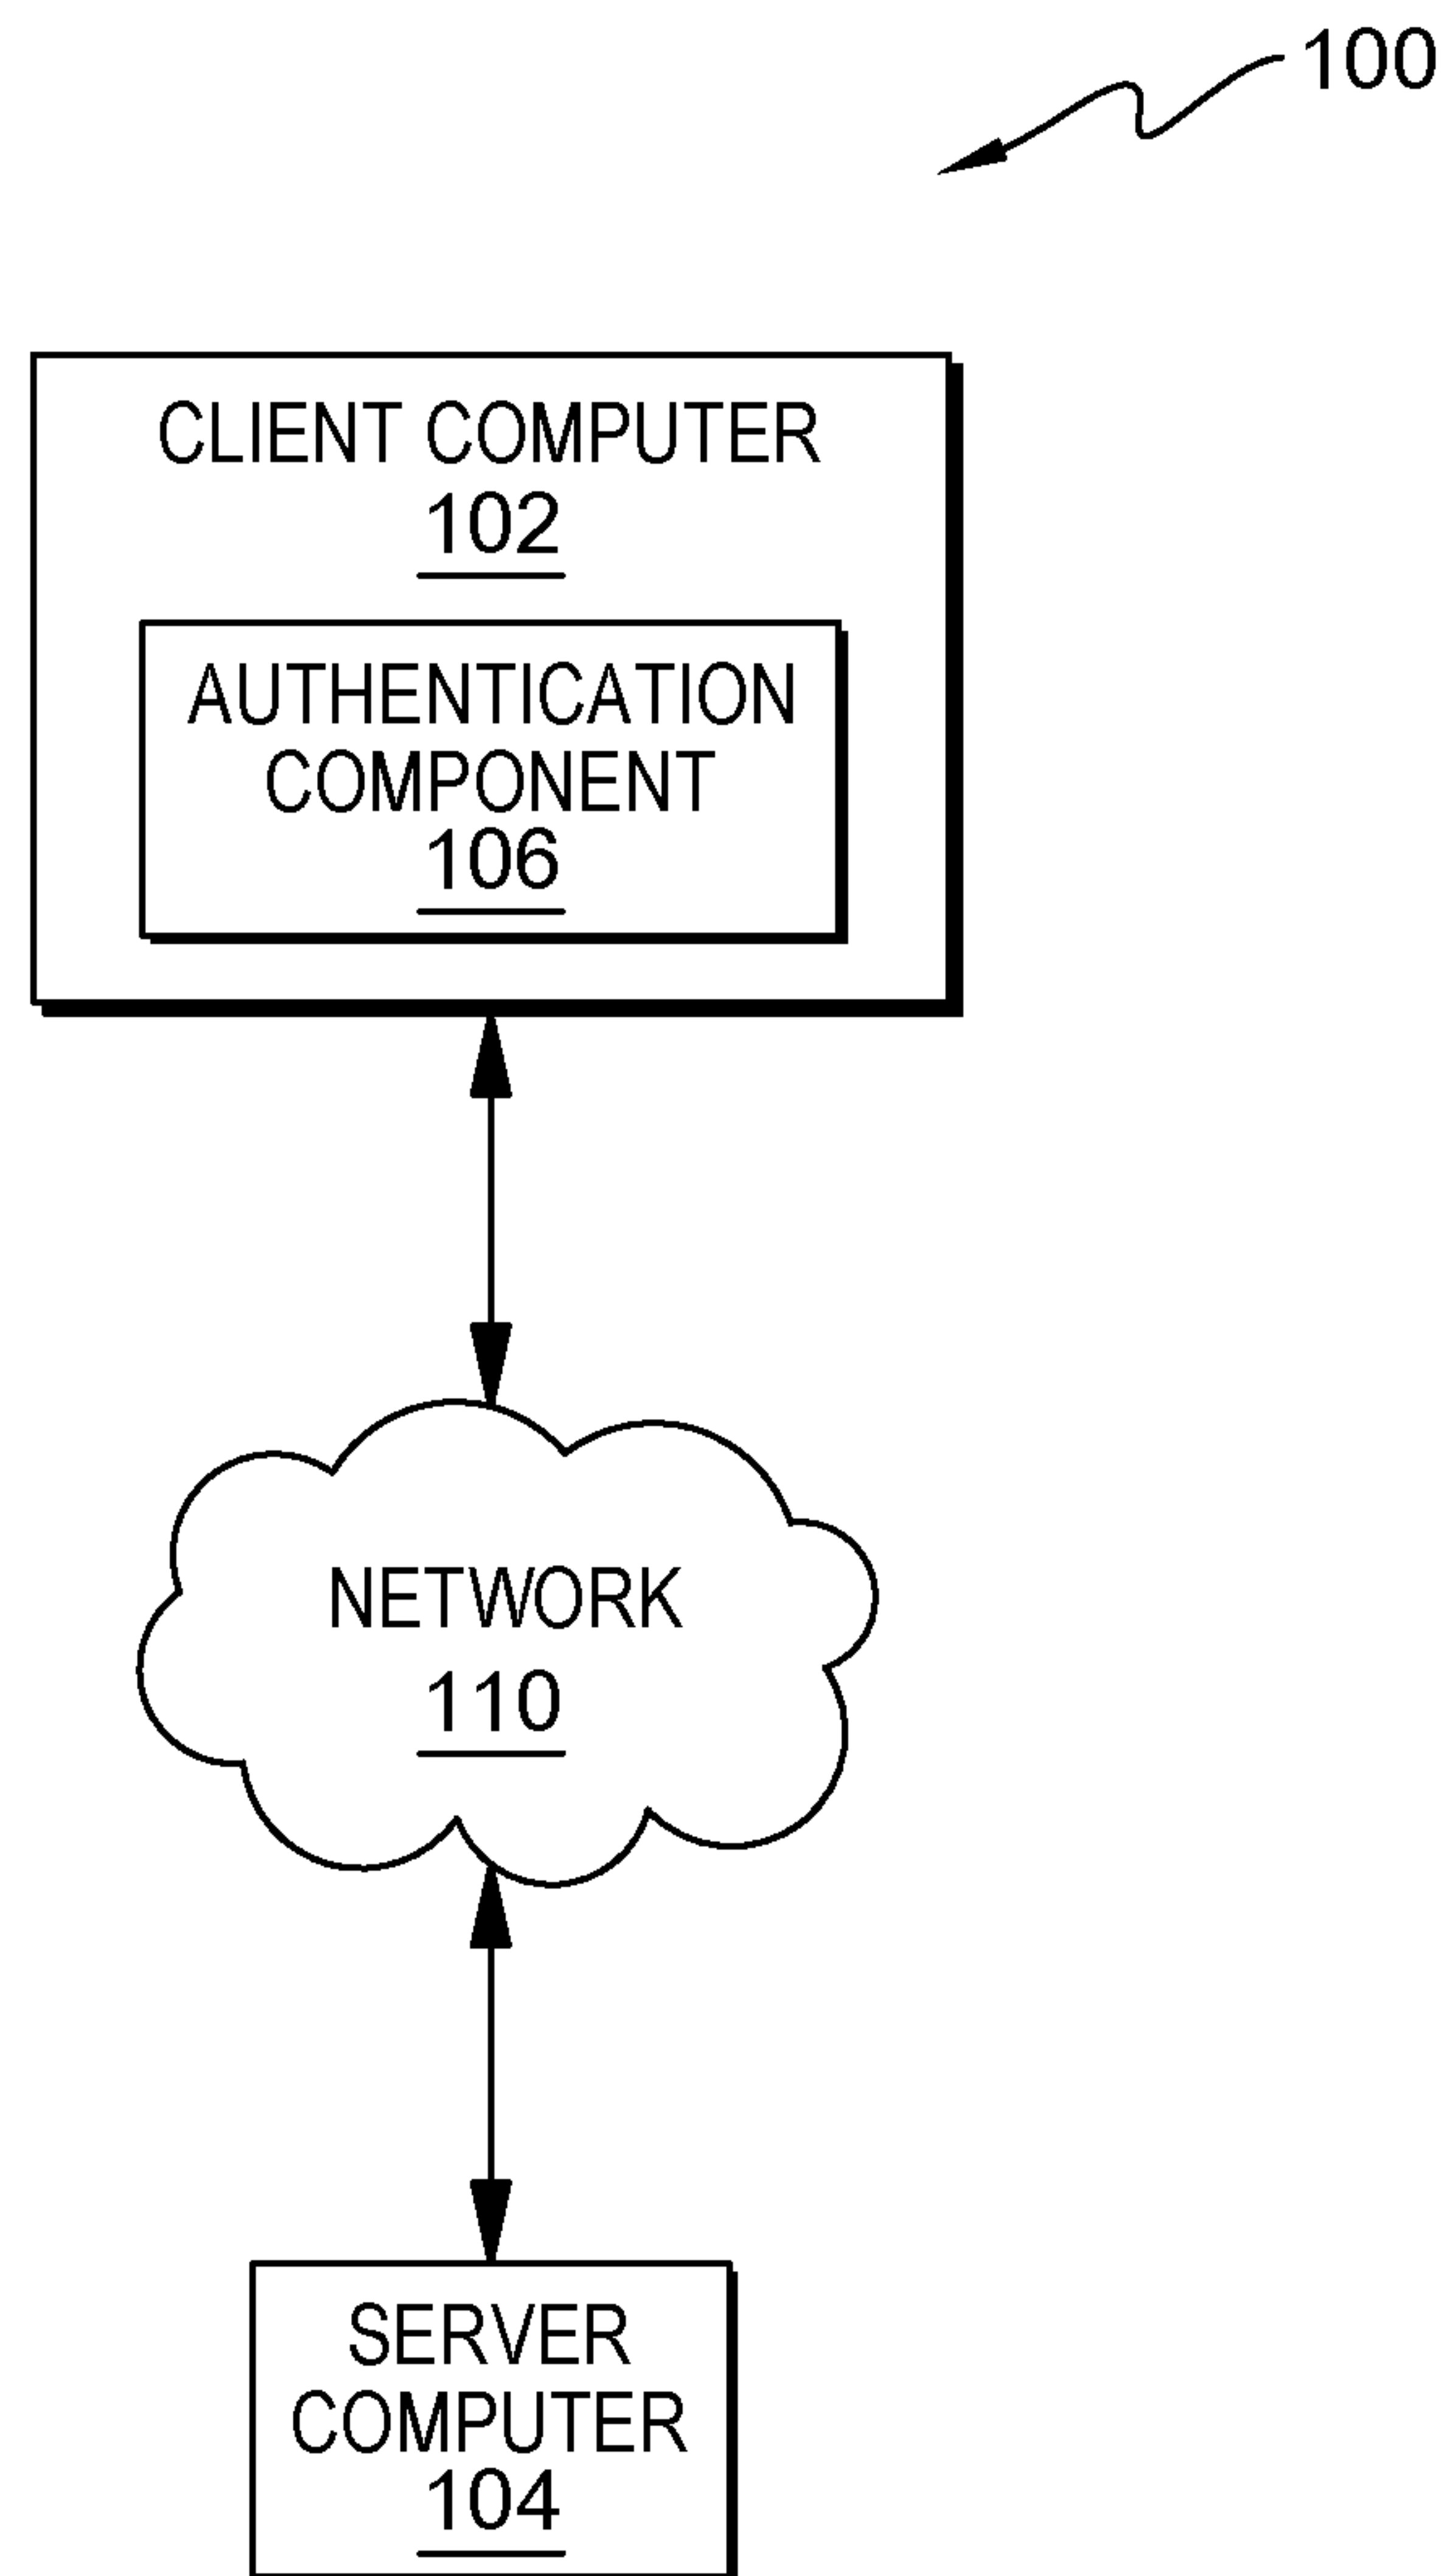 100
CLIENT COMPUTER
102
AUTHENTICATION
COMPONENT
106
NETWORK
110
SERVER
COMPUTER
104